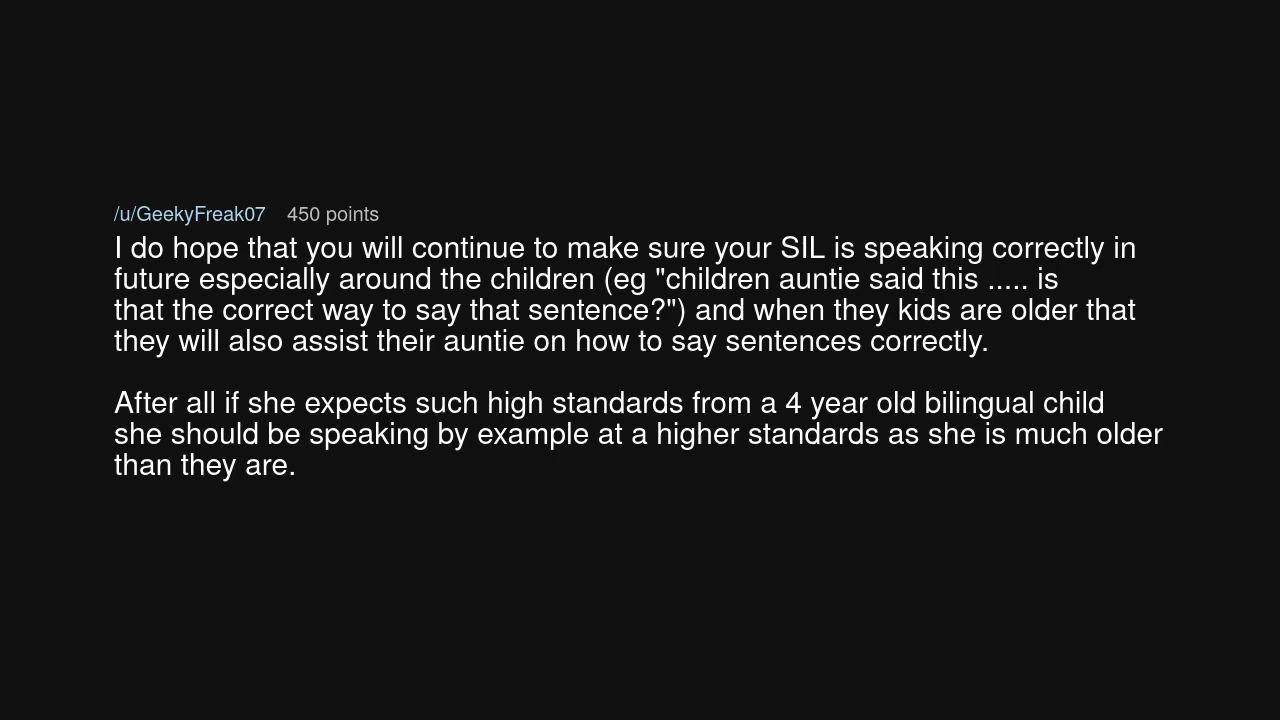 /u/GeekyFreak07 450 points
I do hope that you will continue to make sure your SIL is speaking correctly in
future especially around the children (eg "children auntie said this ..... is
that the correct way to say that sentence?") and when they kids are older that
they will also assist their auntie on how to say sentences correctly.
After all if she expects such high standards from a 4 year old bilingual child
she should be speaking by example at a higher standards as she is much older
than they are.